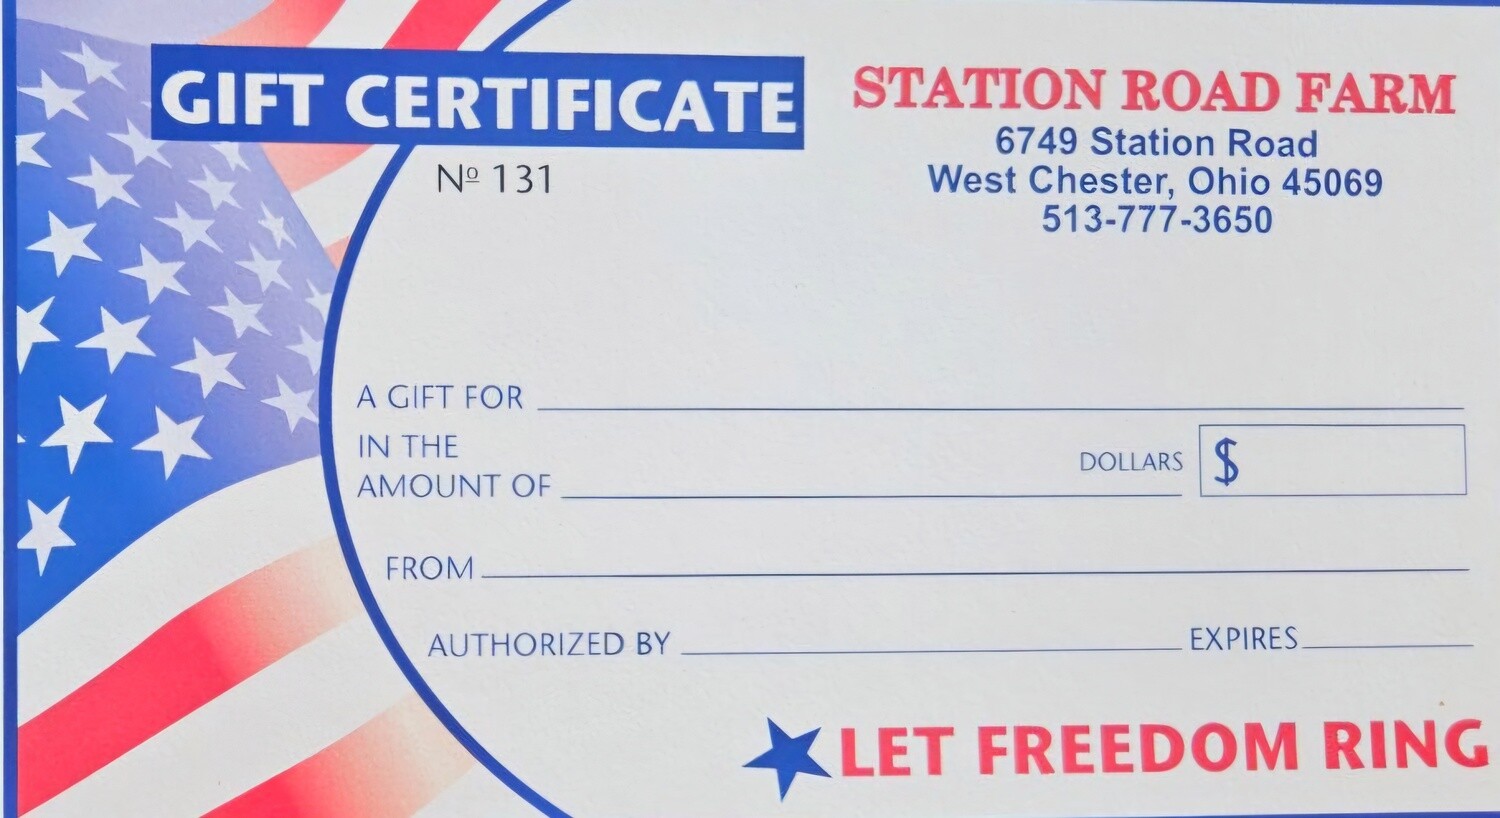 GIFT CERTIFICATE
Nº 131
STATION ROAD FARM
6749 Station Road
West Chester, Ohio 45069
513-777-3650
A GIFT FOR
IN THE
AMOUNT OF
DOLLARS $
FROM
AUTHORIZED BY EXPIRES
LET FREEDOM RING